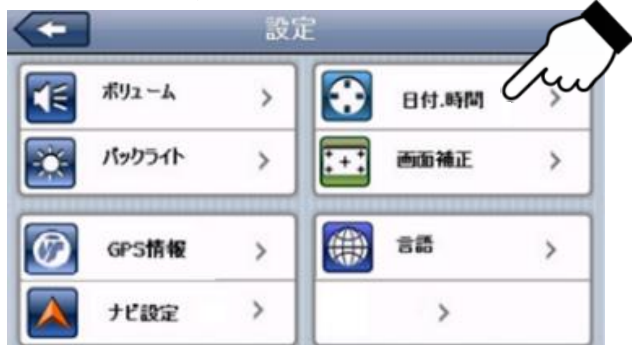 設定
ボリューム
日付.時間
バックライト
画面補正
GPS情報
言語
ナビ設定